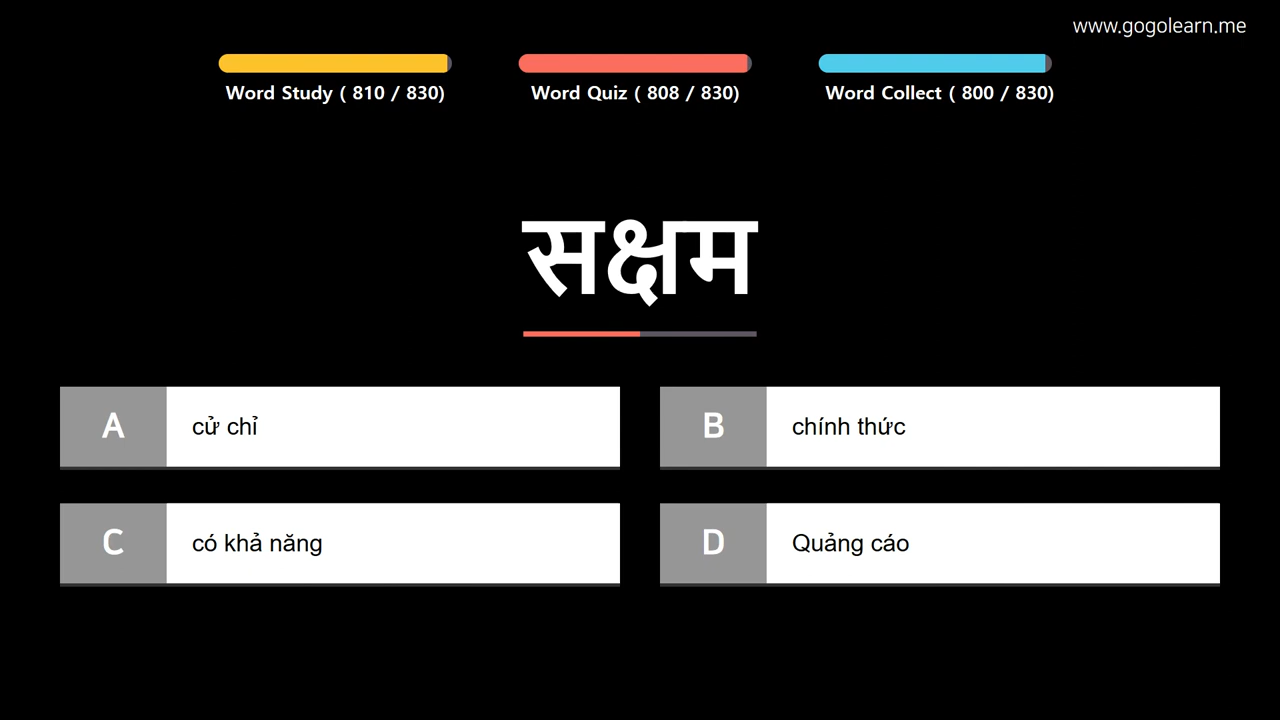 www.gogolearn.me
Word Study ( 810 / 830)
Word Quiz ( 808 / 830)
Word Collect ( 800 / 830)
सक्षम
A
cử chỉ
B
chính thức
C
có khả năng
D
Quảng cáo